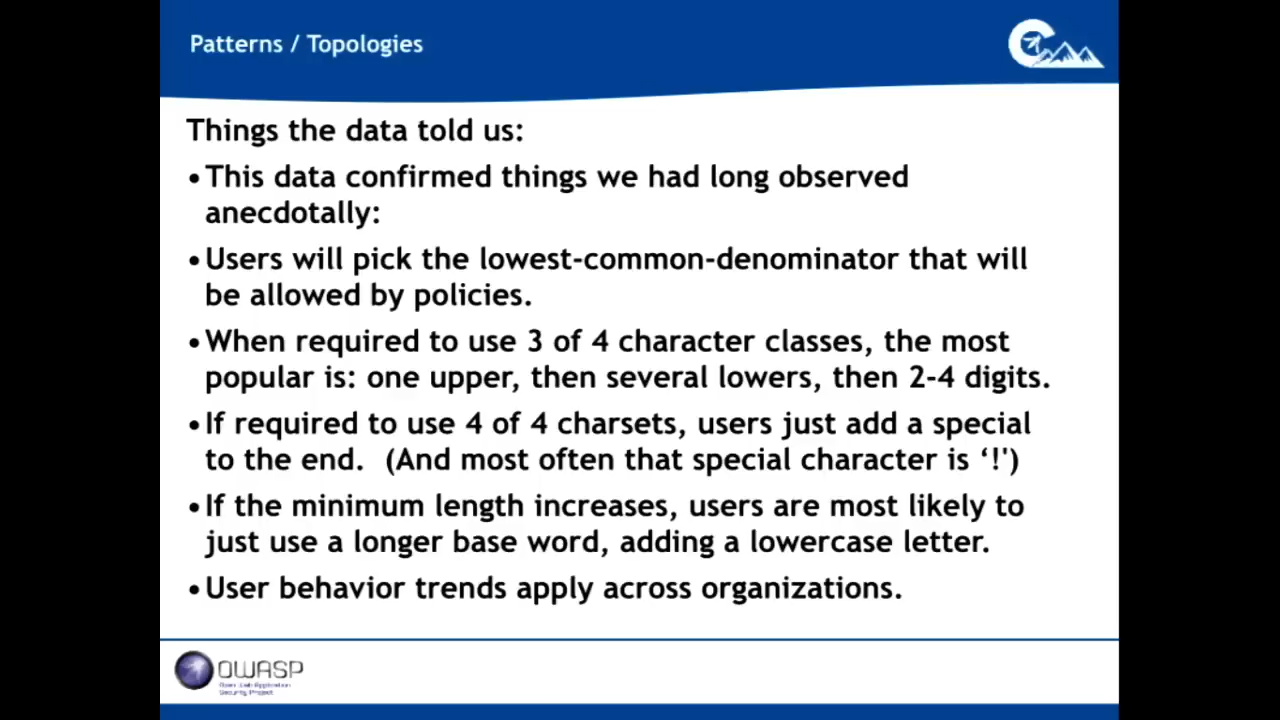 Patterns / Topologies
Things the data told us:
•This data confirmed things we had long observed
anecdotally:
•Users will pick the lowest-common-denominator that will
be allowed by policies.
•When required to use 3 of 4 character classes, the most
popular is: one upper, then several lowers, then 2-4 digits.
•If required to use 4 of 4 charsets, users just add a special
to the end.  (And most often that special character is ‘!')
•If the minimum length increases, users are most likely to
just use a longer base word, adding a lowercase letter.
•User behavior trends apply across organizations.
OWASP
Open Web Application
Security Project